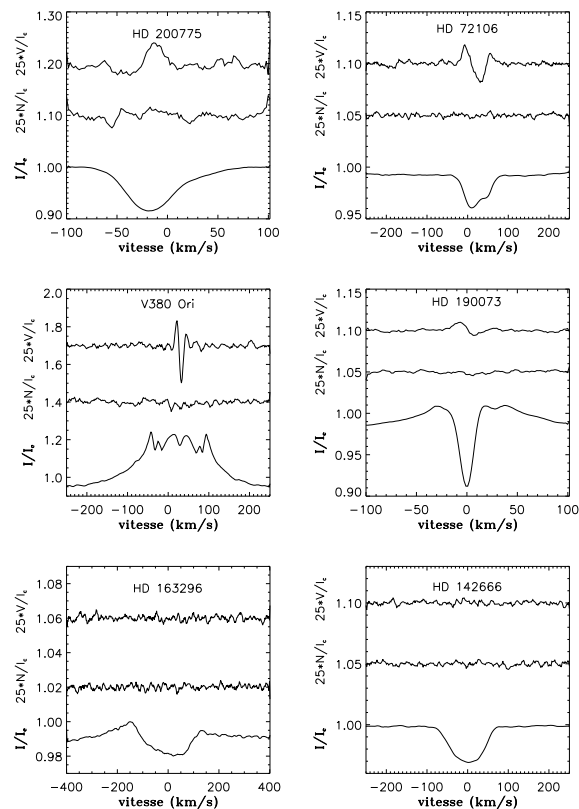 HD 200775
1.30
1.20
1.10
1.00
0.90
25*V/Ic
25*N/Ic
I/Ic
-100 -50 0 50 100
vitesse (km/s)
HD 72106
1.15
1.10
1.05
1.00
0.95
25*V/Ic
25*N/Ic
I/Ic
-200 -100 0 100 200
vitesse (km/s)
V380 Ori
2.0
1.8
1.6
1.4
1.2
1.0
25*V/Ic
25*N/Ic
I/Ic
-200 -100 0 100 200
vitesse (km/s)
HD 190073
1.15
1.10
1.05
1.00
0.95
0.90
25*V/Ic
25*N/Ic
I/Ic
-100 -50 0 50 100
vitesse (km/s)
HD 163296
1.08
1.06
1.04
1.02
1.00
0.98
25*V/Ic
25*N/Ic
I/Ic
-400 -200 0 200 400
vitesse (km/s)
HD 142666
1.10
1.05
1.00
25*V/Ic
25*N/Ic
I/Ic
-200 -100 0 100 200
vitesse (km/s)